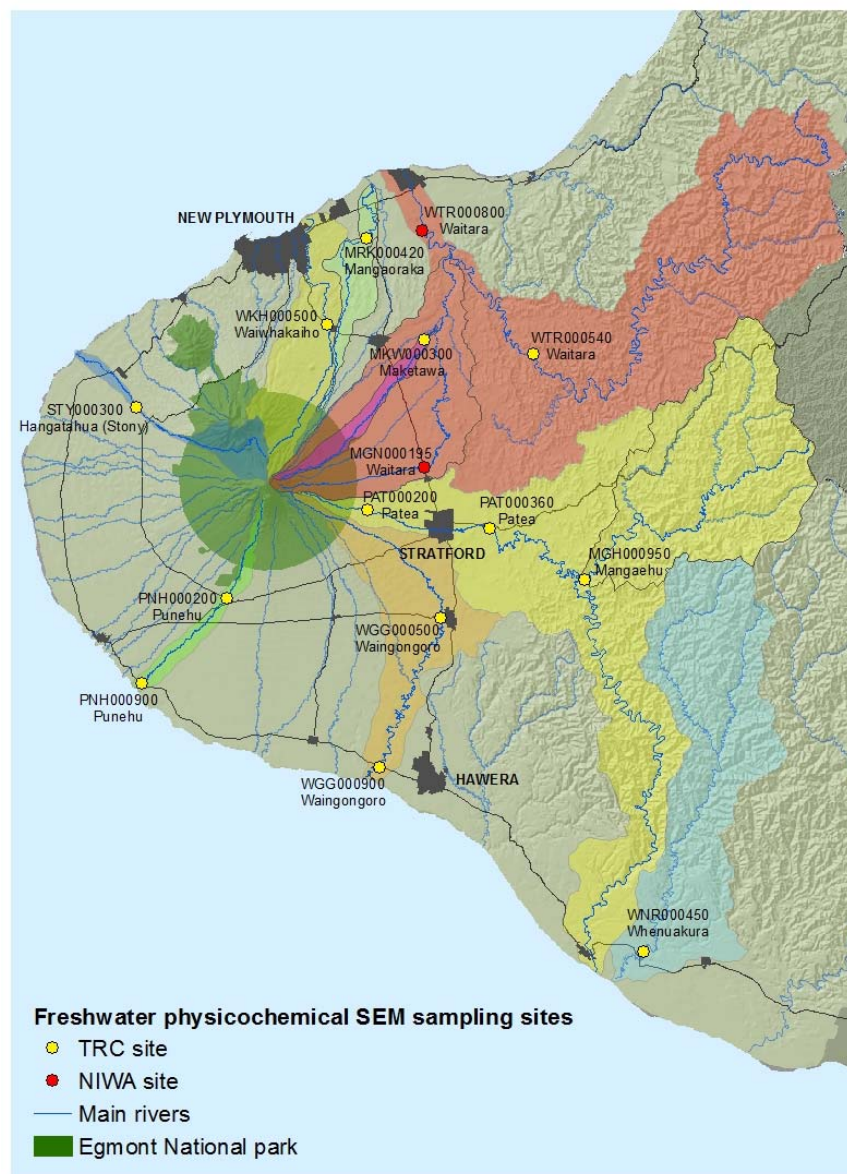 NEW PLYMOUTH
WTR000800
Waitara
MRK000420
Mangaoraka
WKH000500
Waiwhakaiho
MKW000300
Maketawa
WTR000540
Waitara
STY000300
Hangatahua (Stony)
MGN000195
Waitara
PAT000200
Patea
PAT000360
Patea
STRATFORD
MGH000950
Mangaehu
PNH000200
Punehu
WGG000500
Waingongoro
PNH000900
Punehu
WGG000900
Waingongoro
HAWERA
WNR000450
Whenuakura
Freshwater physicochemical SEM sampling sites
TRC site
NIWA site
Main rivers
Egmont National park